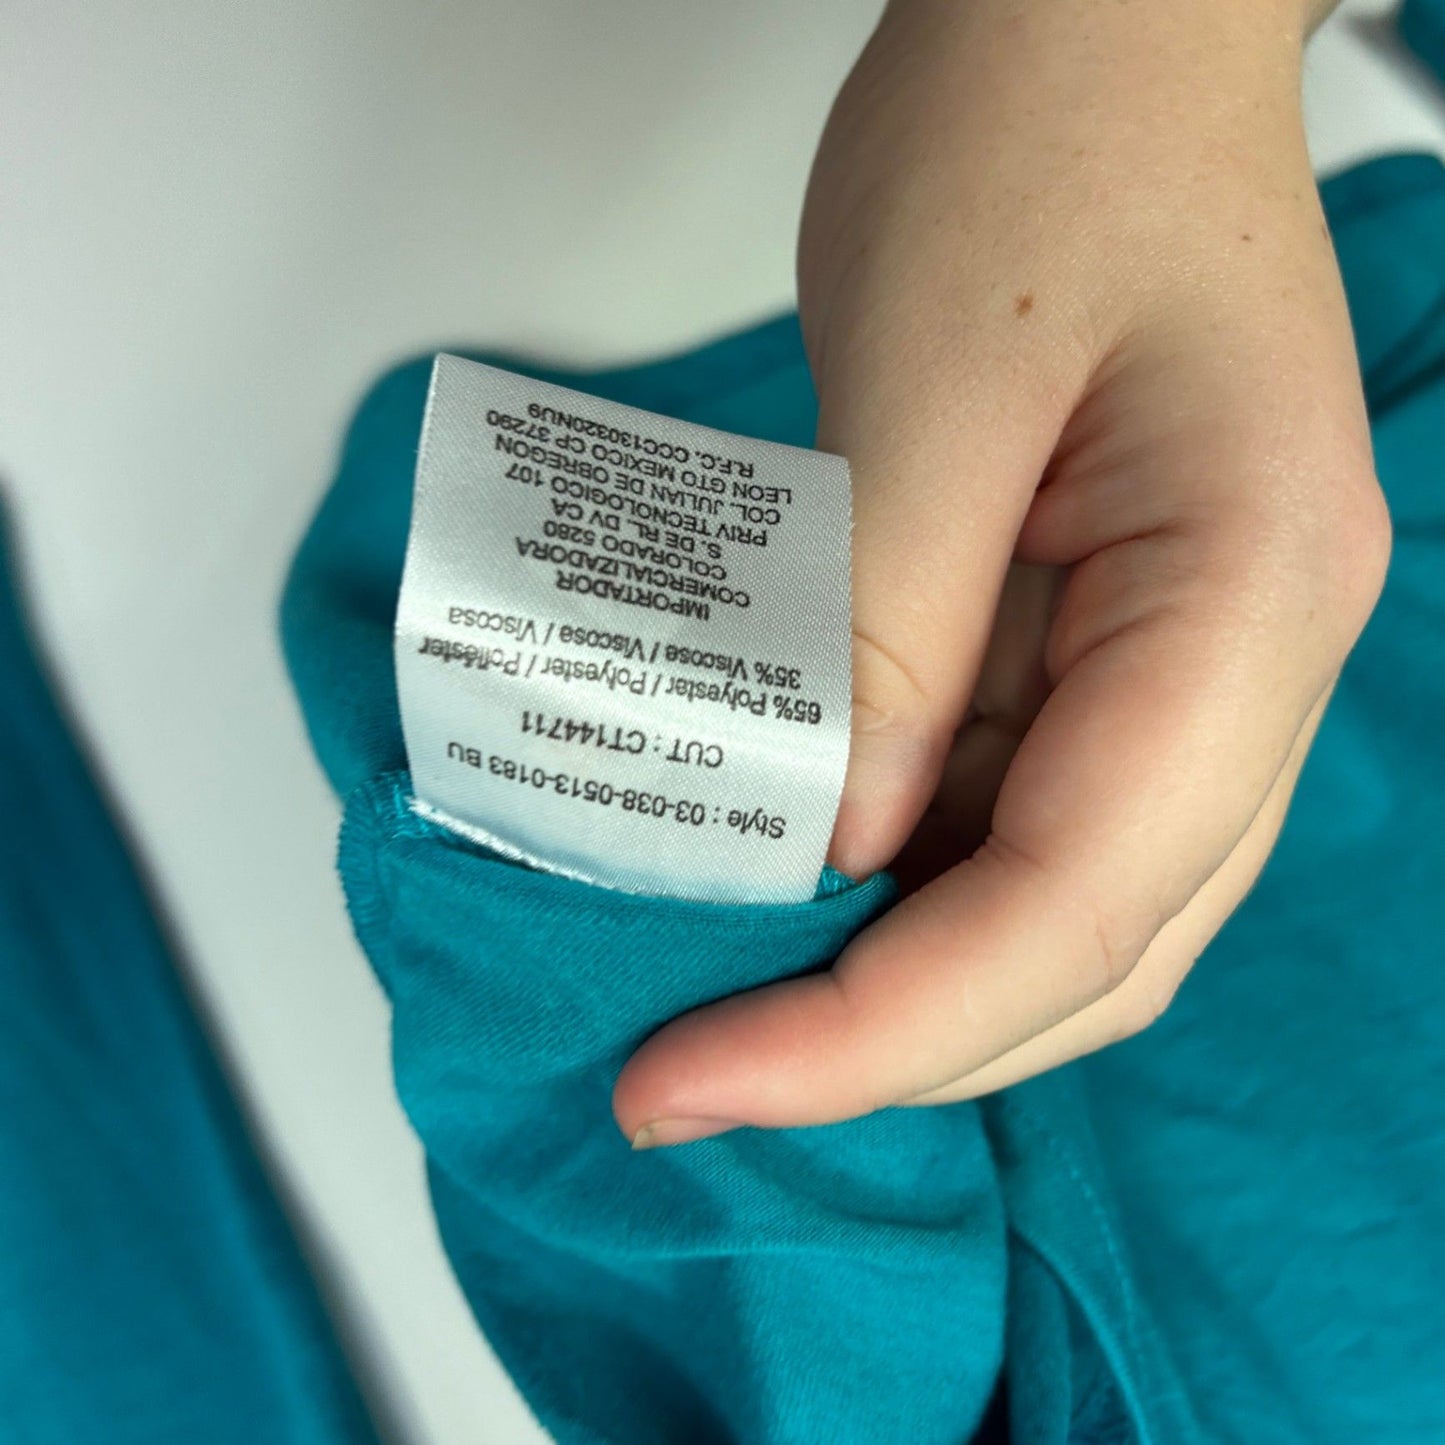 Style : 03-038-0513-0183 BU
CUT : CT144711
65% Polyester / Polyester / Poliéster
35% Viscose / Viscose / Viscosa
IMPORTADOR
COMERCIALIZADORA
COLORADO 5280
S. DE RL. DV CA
PRIV TECNOLOGICO 107
COL. JULIAN DE OBREGON
LEON GTO MEXICO CP 37290
R.F.C. CCC130320NU9